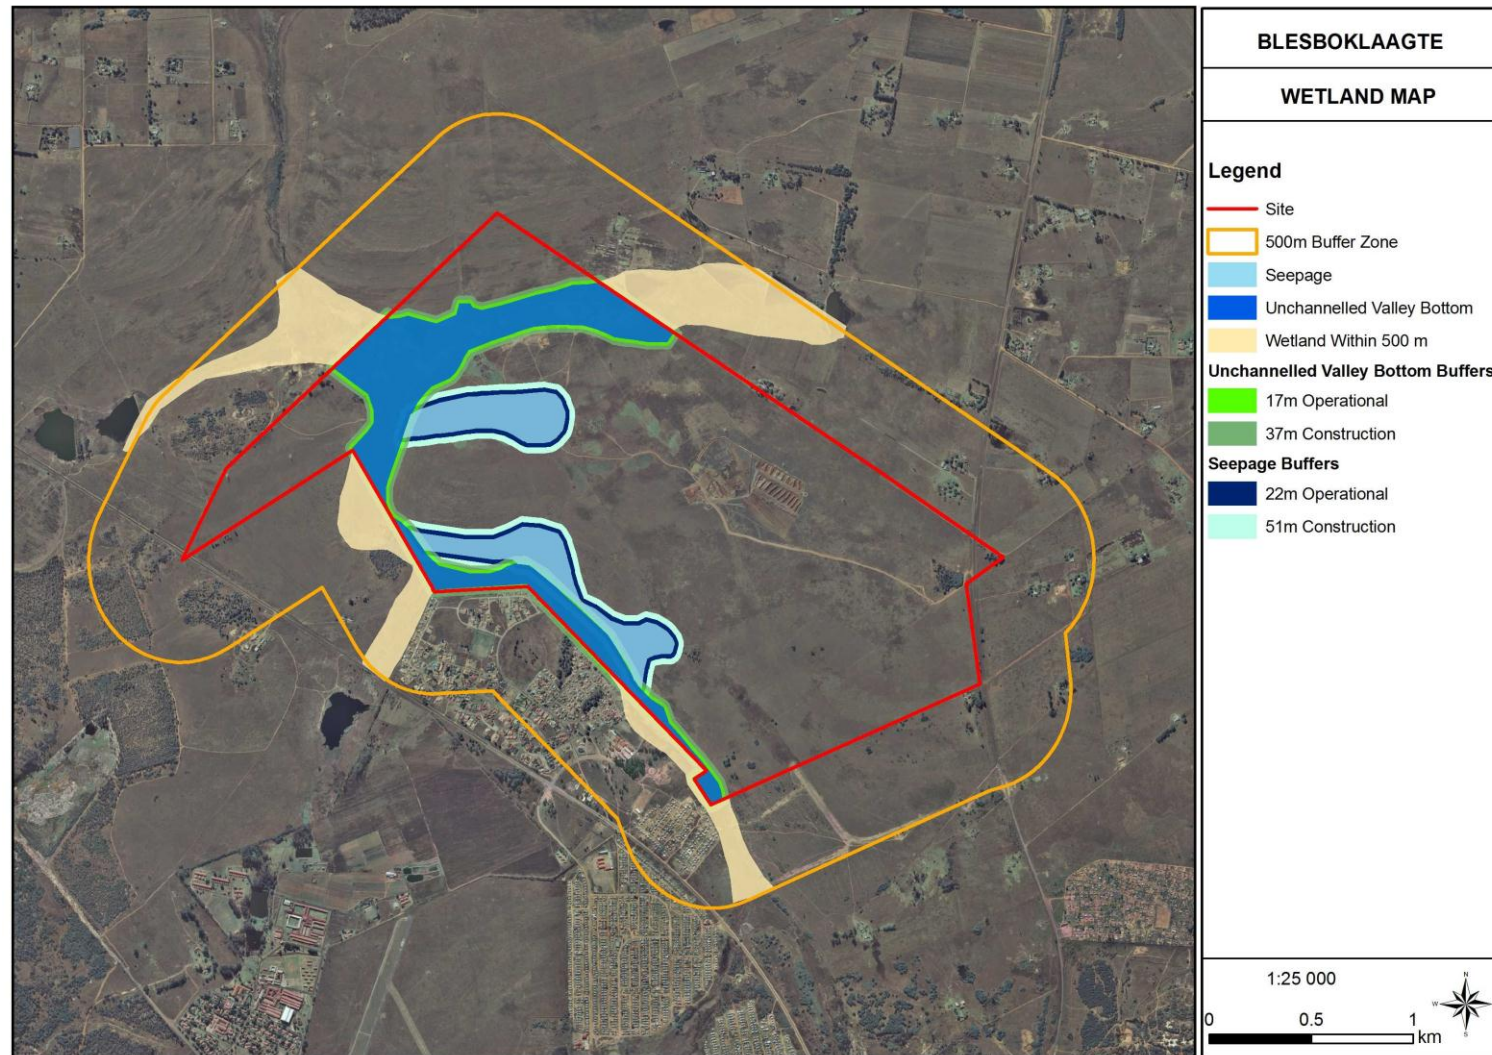 BLESBOKLAAGTE
WETLAND MAP
Legend
Site
500m Buffer Zone
Seepage
Unchannelled Valley Bottom
Wetland Within 500 m
Unchannelled Valley Bottom Buffers
17m Operational
37m Construction
Seepage Buffers
22m Operational
51m Construction
1:25 000
N
W
S
0 0.5 1
km